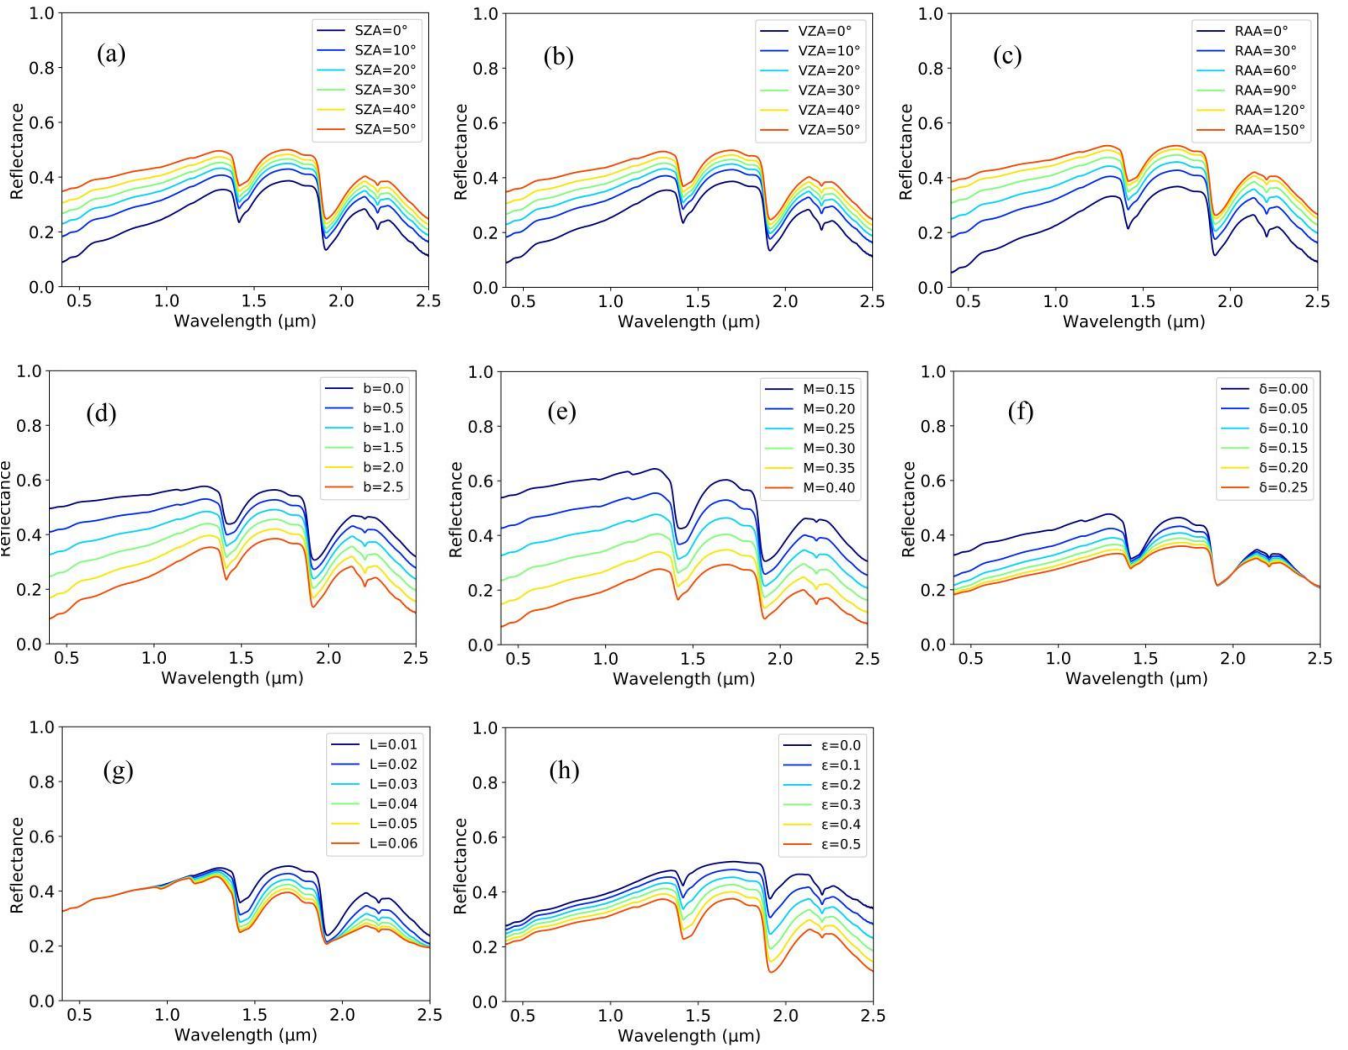 (a)
SZA=0°
SZA=10°
SZA=20°
SZA=30°
SZA=40°
SZA=50°
Reflectance
1.0
0.8
0.6
0.4
0.2
0.0
0.5 1.0 1.5 2.0 2.5
Wavelength (μm)
(b)
VZA=0°
VZA=10°
VZA=20°
VZA=30°
VZA=40°
VZA=50°
Reflectance
1.0
0.8
0.6
0.4
0.2
0.0
0.5 1.0 1.5 2.0 2.5
Wavelength (μm)
(c)
RAA=0°
RAA=30°
RAA=60°
RAA=90°
RAA=120°
RAA=150°
Reflectance
1.0
0.8
0.6
0.4
0.2
0.0
0.5 1.0 1.5 2.0 2.5
Wavelength (μm)
(d)
b=0.0
b=0.5
b=1.0
b=1.5
b=2.0
b=2.5
Reflectance
1.0
0.8
0.6
0.4
0.2
0.0
0.5 1.0 1.5 2.0 2.5
Wavelength (μm)
(e)
M=0.15
M=0.20
M=0.25
M=0.30
M=0.35
M=0.40
Reflectance
1.0
0.8
0.6
0.4
0.2
0.0
0.5 1.0 1.5 2.0 2.5
Wavelength (μm)
(f)
δ=0.00
δ=0.05
δ=0.10
δ=0.15
δ=0.20
δ=0.25
Reflectance
1.0
0.8
0.6
0.4
0.2
0.0
0.5 1.0 1.5 2.0 2.5
Wavelength (μm)
(g)
L=0.01
L=0.02
L=0.03
L=0.04
L=0.05
L=0.06
Reflectance
1.0
0.8
0.6
0.4
0.2
0.0
0.5 1.0 1.5 2.0 2.5
Wavelength (μm)
(h)
ε=0.0
ε=0.1
ε=0.2
ε=0.3
ε=0.4
ε=0.5
Reflectance
1.0
0.8
0.6
0.4
0.2
0.0
0.5 1.0 1.5 2.0 2.5
Wavelength (μm)